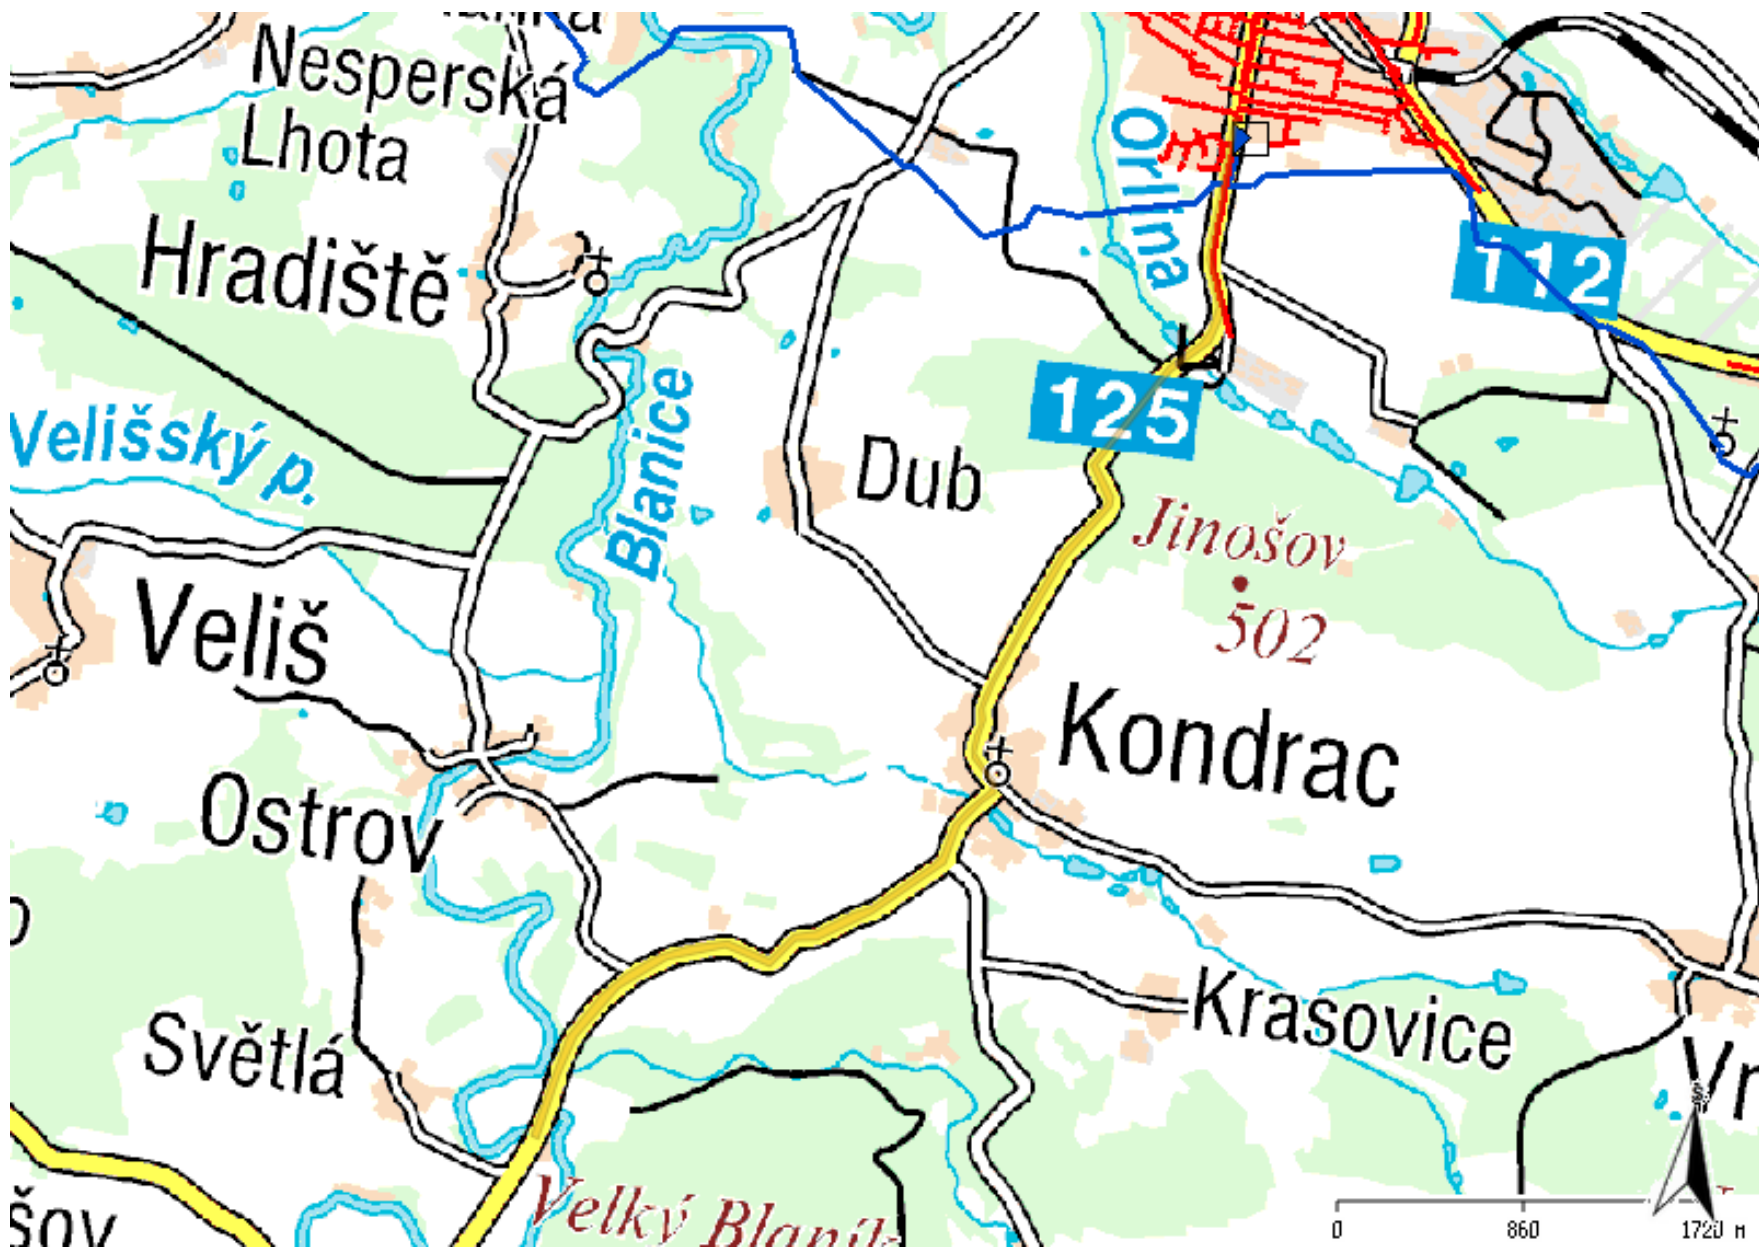 Nesperská
Lhota
Orlina
Hradiště
112
125
Blanice
Velišský p.
Dub
Jinošov
502
Veliš
Kondrac
Ostrov
Krasovice
Světlá
Velký Blaník
0 860 1720 M